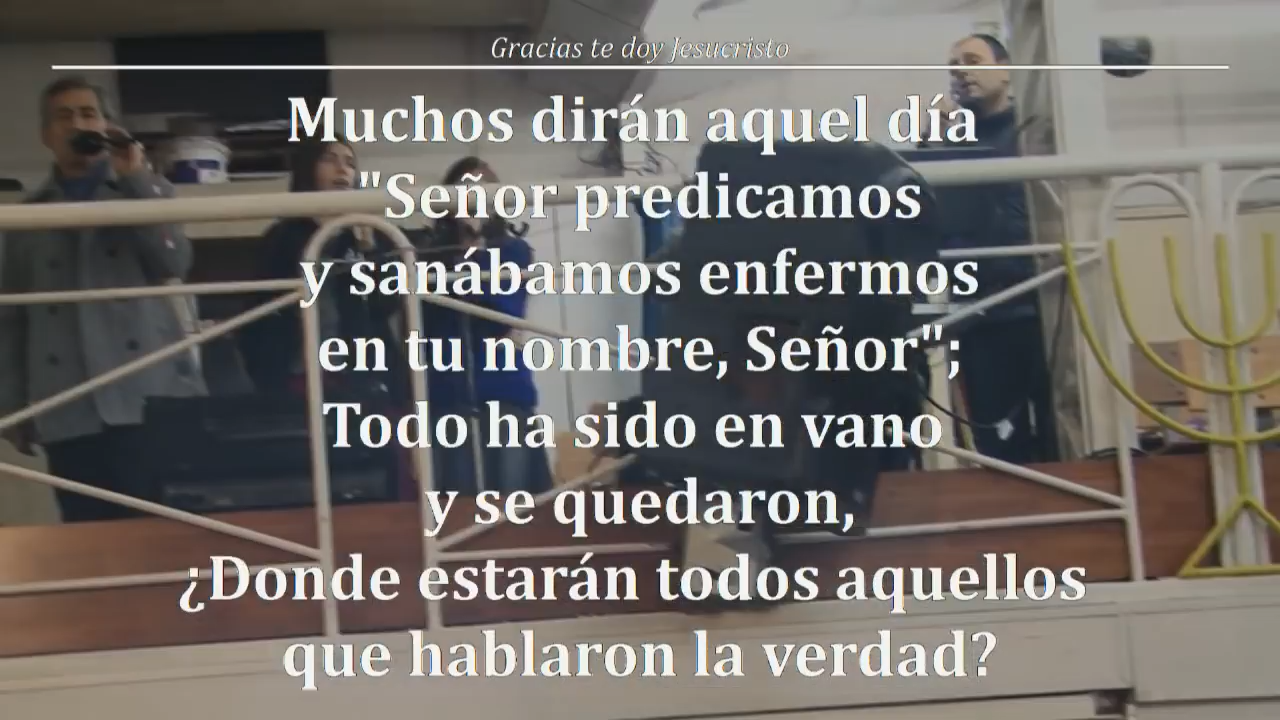 Gracias te doy Jesucristo
Muchos dirán aquel día
"Señor predicamos
y sanábamos enfermos
en tu nombre, Señor";
Todo ha sido en vano
y se quedaron,
¿Donde estarán todos aquellos
que hablaron la verdad?